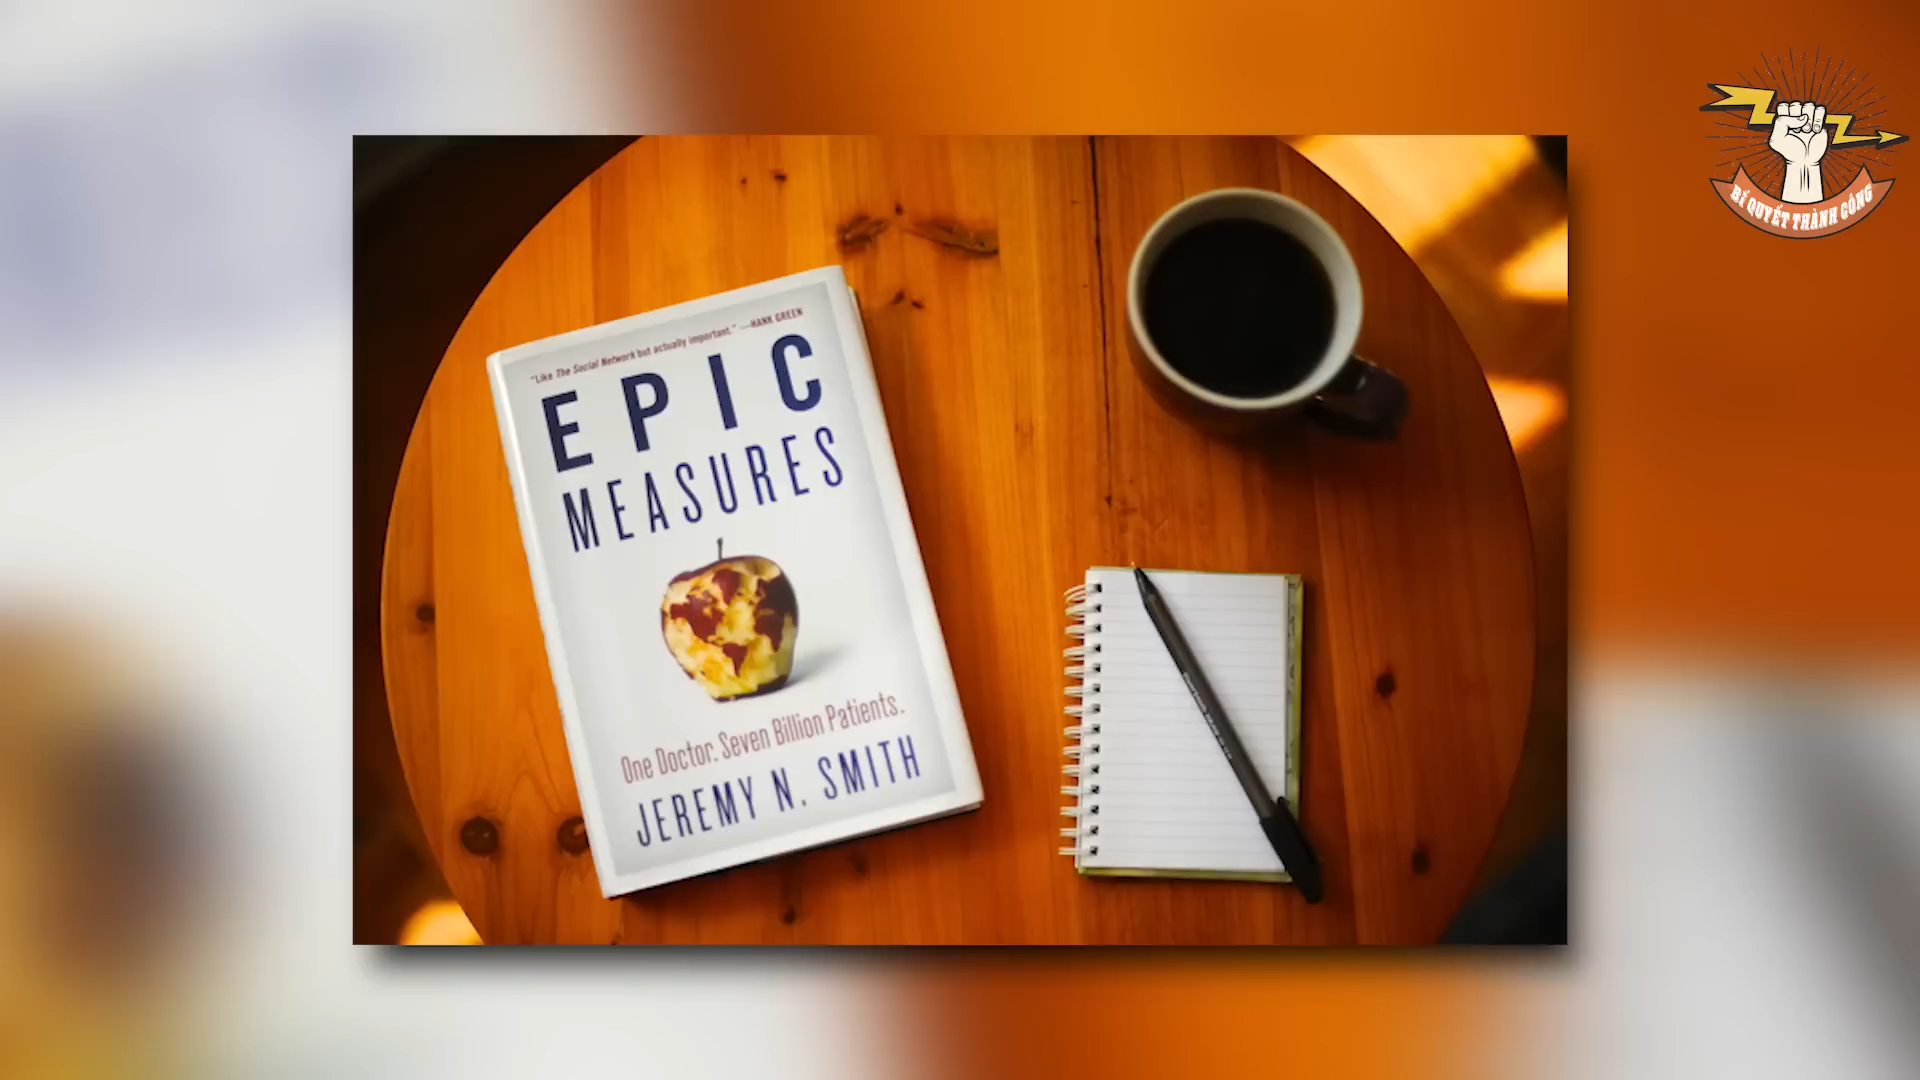 "Like The Social Network but actually important." —HANK GREEN
EPIC
MEASURES
One Doctor. Seven Billion Patients.
JEREMY N. SMITH
BÍ QUYẾT THÀNH CÔNG